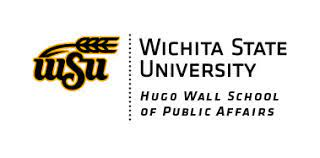 WSU
WICHITA STATE
UNIVERSITY
HUGO WALL SCHOOL
OF PUBLIC AFFAIRS